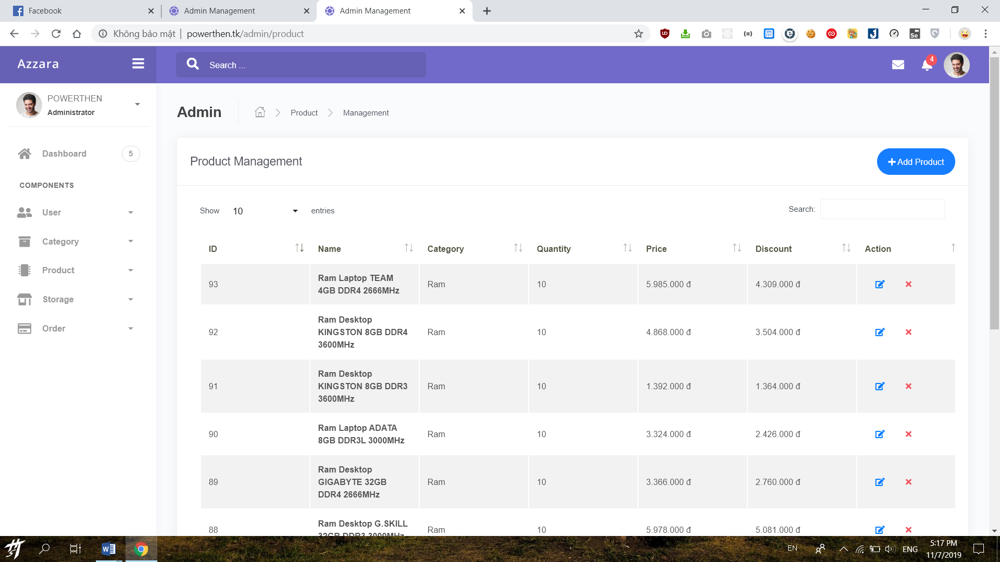 Facebook
Admin Management
Admin Management
Không bảo mật | powerthen.tk/admin/product
Azzara
Search ...
4
POWERTHEN
Administrator
Admin
Product
Management
Dashboard 5
COMPONENTS
User
Category
Product
Storage
Order
Product Management
Add Product
Show 10 entries
Search:
ID Name Category Quantity Price Discount Action
93 Ram Laptop TEAM 4GB DDR4 2666MHz Ram 10 5.985.000 đ 4.309.000 đ
92 Ram Desktop KINGSTON 8GB DDR4 3600MHz Ram 10 4.868.000 đ 3.504.000 đ
91 Ram Desktop KINGSTON 8GB DDR3 3600MHz Ram 10 1.392.000 đ 1.364.000 đ
90 Ram Laptop ADATA 8GB DDR3L 3000MHz Ram 10 3.324.000 đ 2.426.000 đ
89 Ram Desktop GIGABYTE 32GB DDR4 2666MHz Ram 10 3.366.000 đ 2.760.000 đ
88 Ram Desktop G.SKILL 32GB DDR3 3000MHz Ram 10 5.978.000 đ 5.081.000 đ
EN
ENG
5:17 PM
11/7/2019